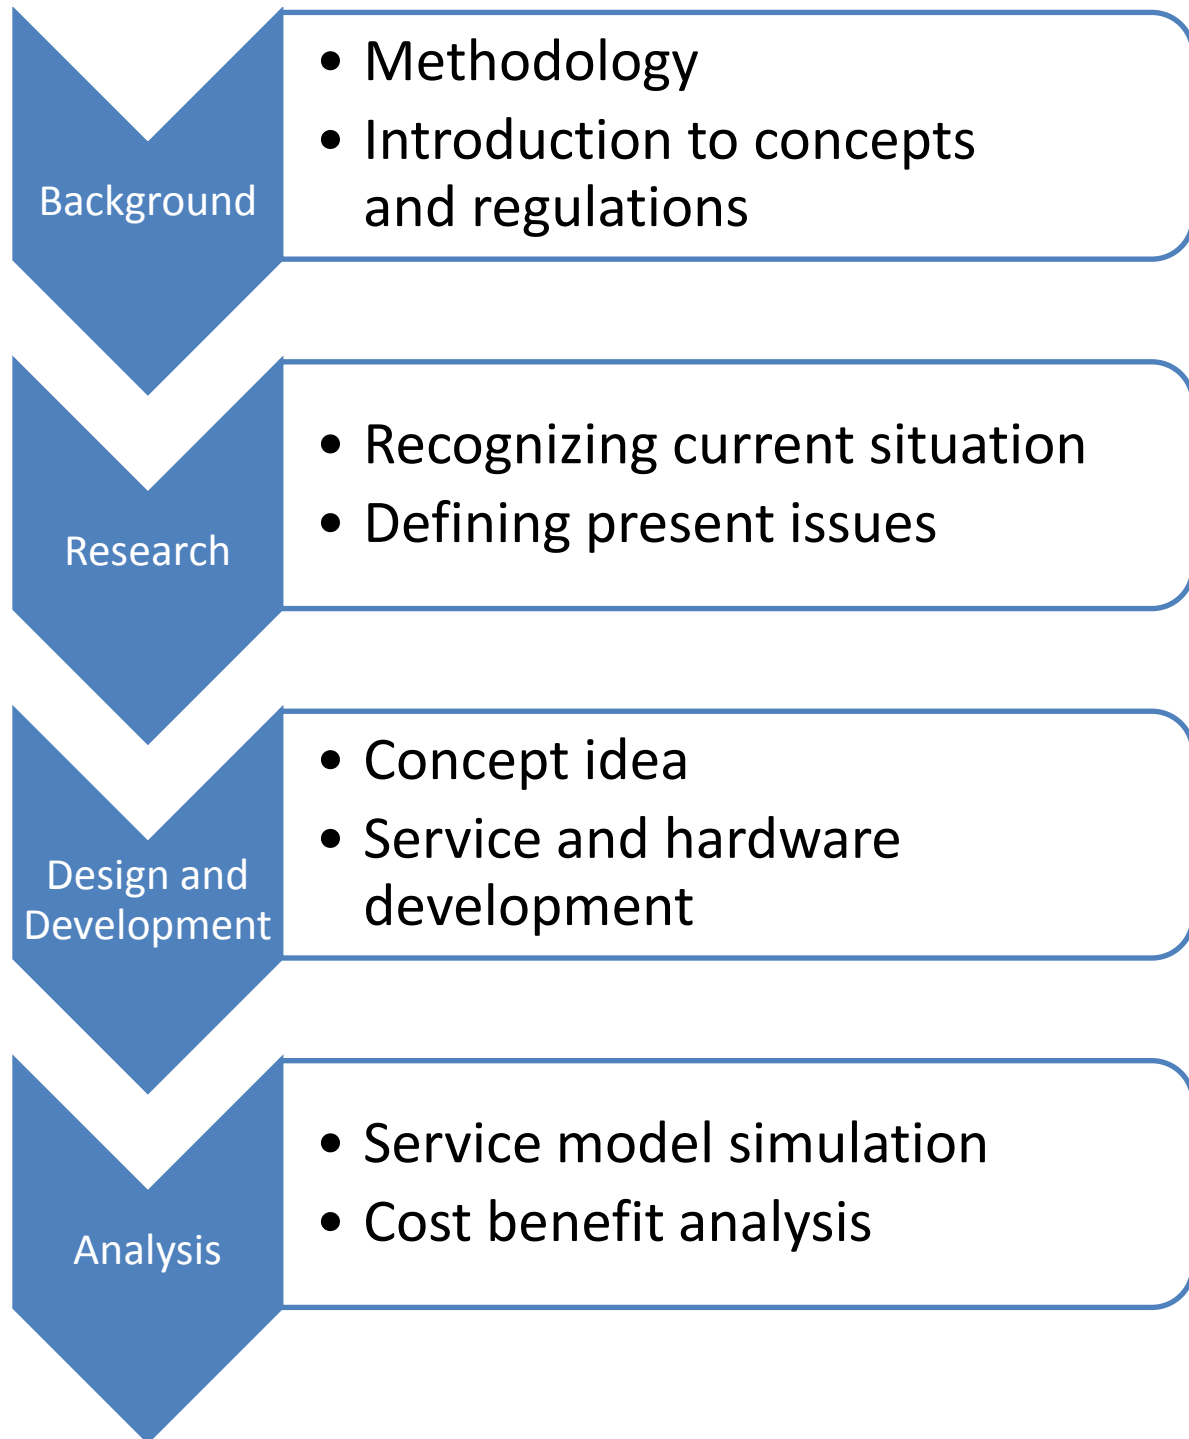 Background
• Methodology
• Introduction to concepts
and regulations
Research
• Recognizing current situation
• Defining present issues
Design and
Development
• Concept idea
• Service and hardware
development
Analysis
• Service model simulation
• Cost benefit analysis